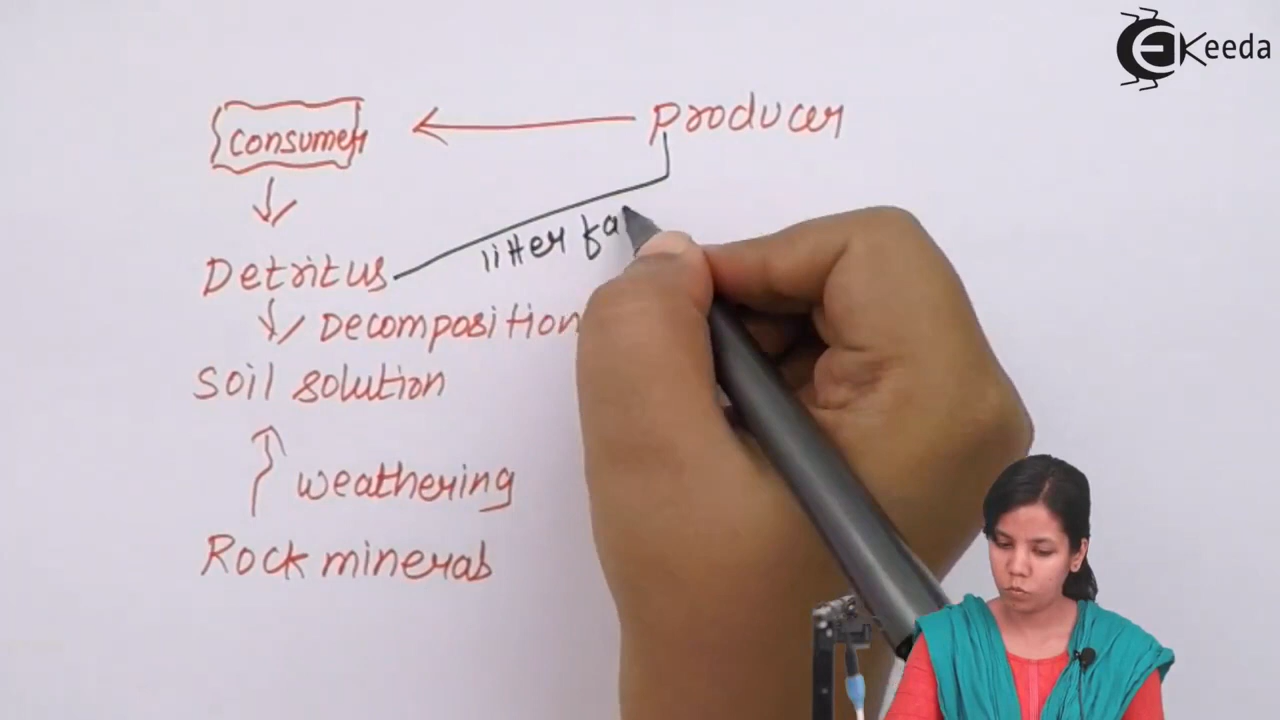 EKeeda
Consumer
Producer
litter fa
Detritus
Decomposition
Soil solution
weathering
Rock minerals